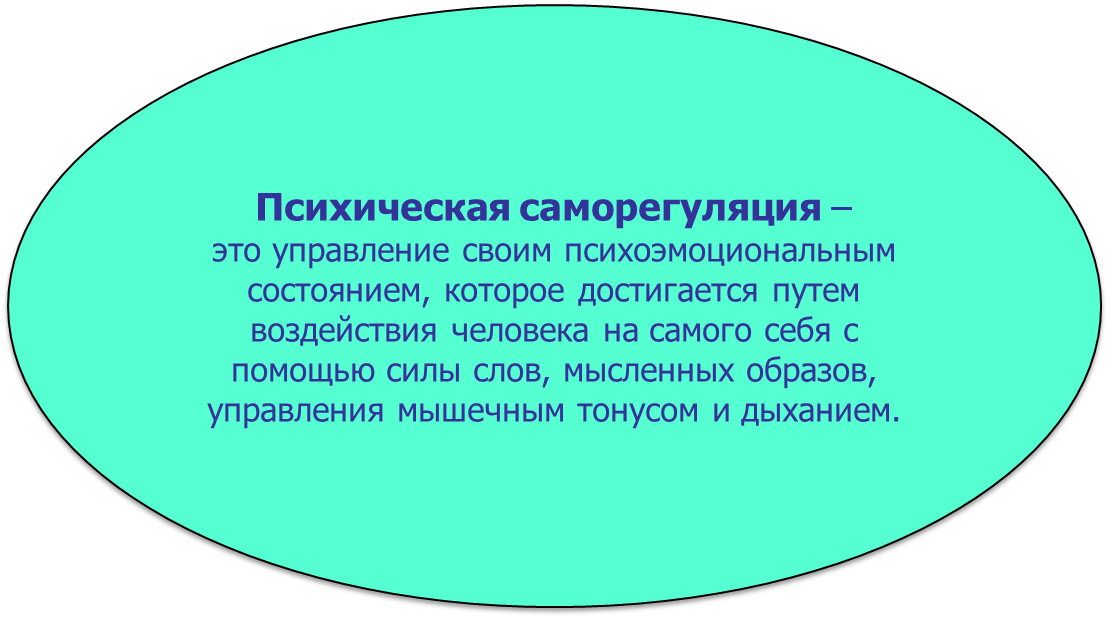 Психическая саморегуляция –
это управление своим психоэмоциональным
состоянием, которое достигается путем
воздействия человека на самого себя с
помощью силы слов, мысленных образов,
управления мышечным тонусом и дыханием.